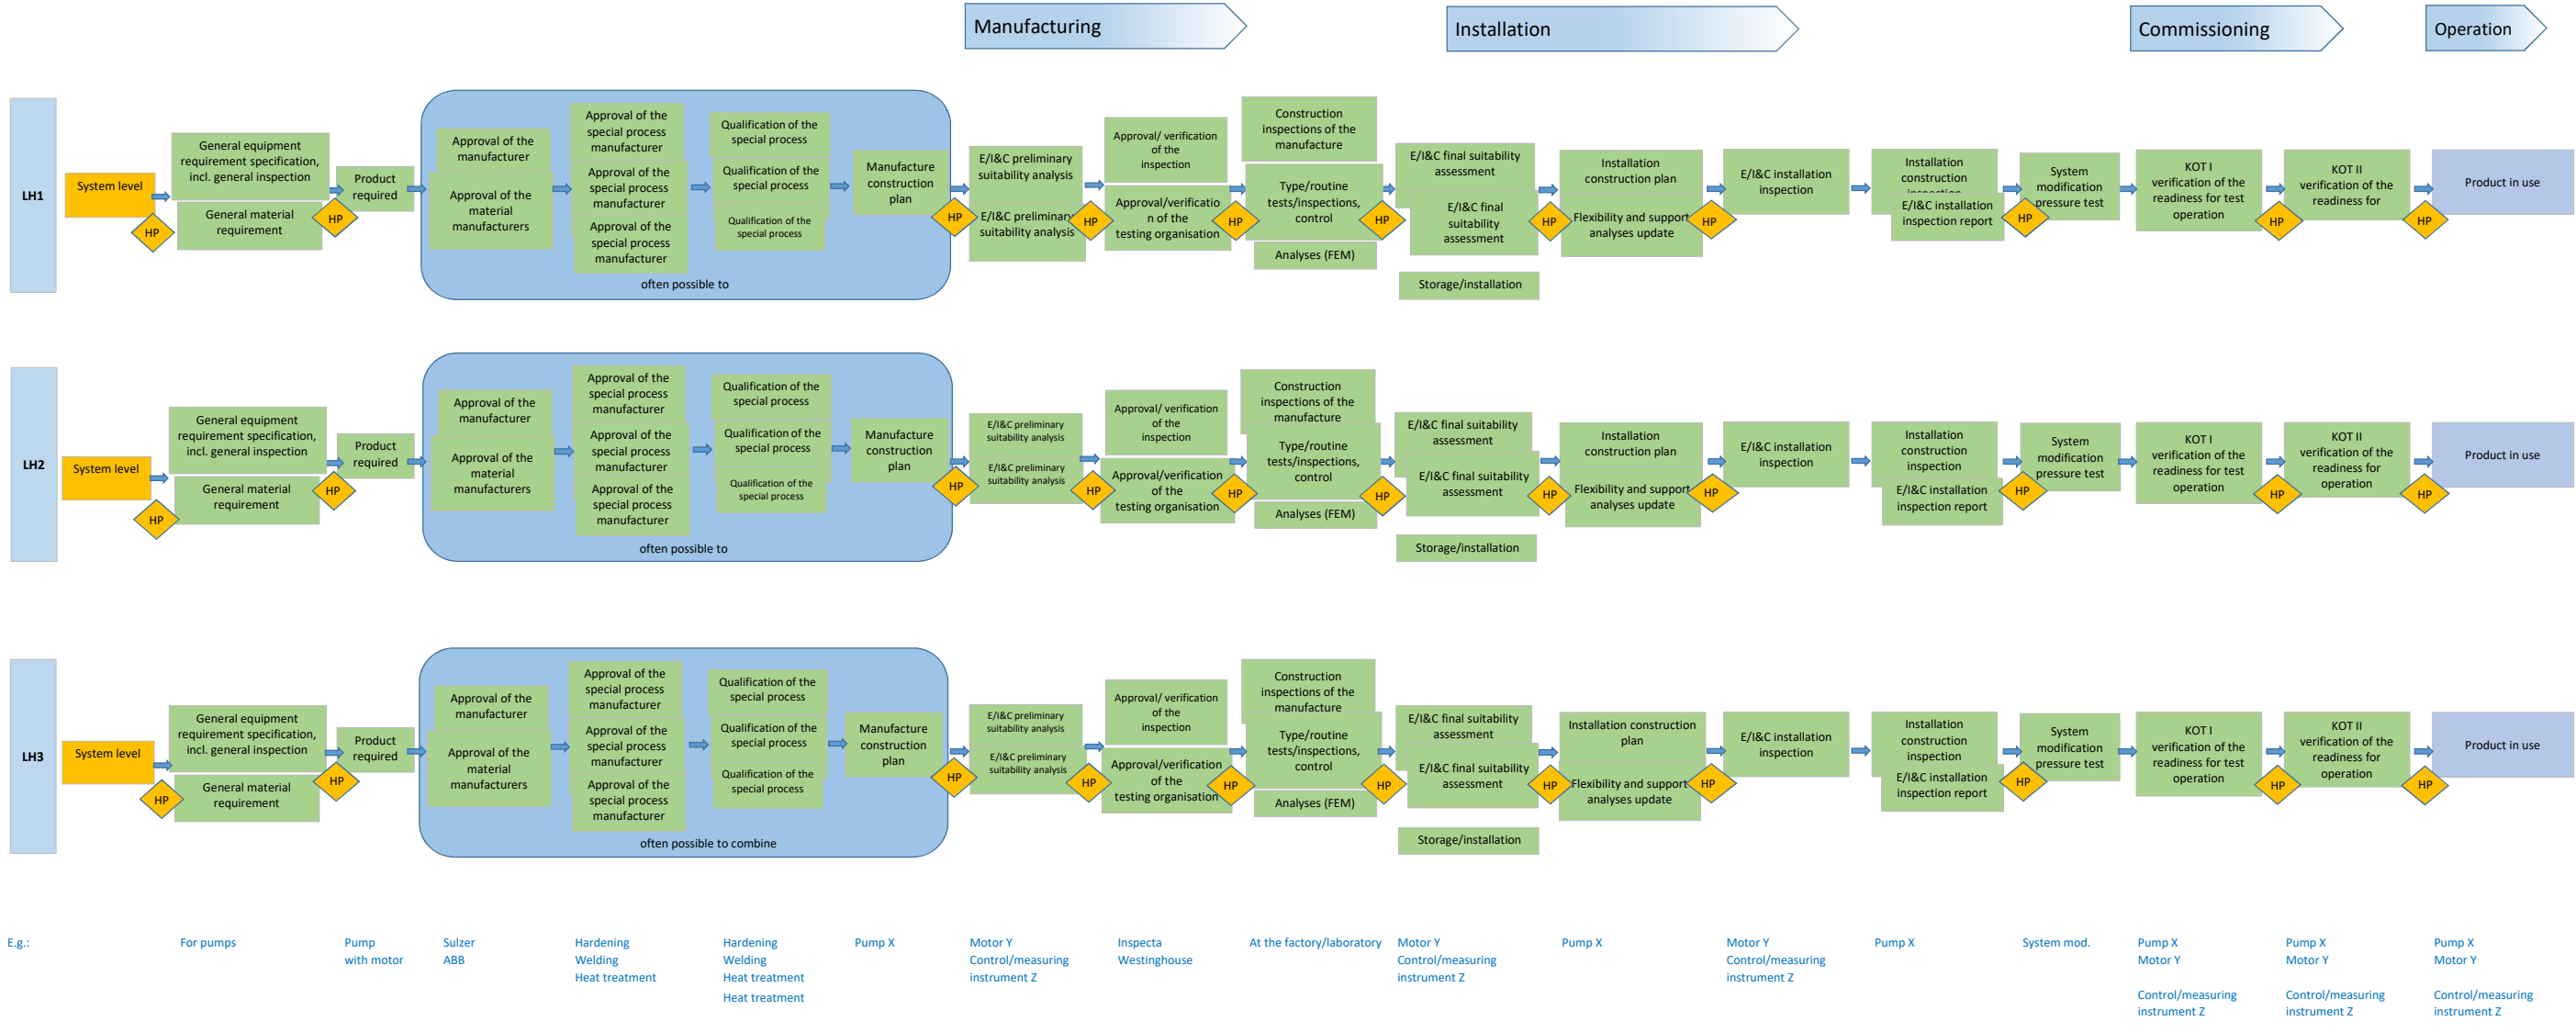 Manufacturing
Installation
Commissioning
Operation
LH1
System level
HP
General equipment
requirement specification,
incl. general inspection
General material
requirement
HP
Product
required
Approval of the
manufacturer
Approval of the
material
manufacturers
Approval of the
special process
manufacturer
Approval of the
special process
manufacturer
Approval of the
special process
manufacturer
Qualification of the
special process
Qualification of the
special process
Qualification of the
special process
Manufacture
construction
plan
often possible to
HP
E/I&C preliminary
suitability analysis
E/I&C preliminary
suitability analysis
HP
Approval/ verification
of the
inspection
Approval/verificatio
n of the
testing organisation
HP
Construction
inspections of the
manufacture
Type/routine
tests/inspections,
control
Analyses (FEM)
HP
E/I&C final suitability
assessment
E/I&C final
suitability
assessment
Storage/installation
HP
Installation
construction plan
Flexibility and support
analyses update
HP
E/I&C installation
inspection
Installation
construction
inspection
E/I&C installation
inspection report
HP
System
modification
pressure test
KOT I
verification of the
readiness for test
operation
HP
KOT II
verification of the
readiness for
HP
Product in use
LH2
System level
HP
General equipment
requirement specification,
incl. general inspection
General material
requirement
HP
Product
required
Approval of the
manufacturer
Approval of the
material
manufacturers
Approval of the
special process
manufacturer
Approval of the
special process
manufacturer
Approval of the
special process
manufacturer
Qualification of the
special process
Qualification of the
special process
Qualification of the
special process
Manufacture
construction
plan
often possible to
HP
E/I&C preliminary
suitability analysis
E/I&C preliminary
suitability analysis
HP
Approval/ verification
of the
inspection
Approval/verification
of the
testing organisation
HP
Construction
inspections of the
manufacture
Type/routine
tests/inspections,
control
Analyses (FEM)
HP
E/I&C final suitability
assessment
E/I&C final suitability
assessment
Storage/installation
HP
Installation
construction plan
Flexibility and support
analyses update
HP
E/I&C installation
inspection
Installation
construction
inspection
E/I&C installation
inspection report
HP
System
modification
pressure test
KOT I
verification of the
readiness for test
operation
HP
KOT II
verification of the
readiness for
operation
HP
Product in use
LH3
System level
HP
General equipment
requirement specification,
incl. general inspection
General material
requirement
HP
Product
required
Approval of the
manufacturer
Approval of the
material
manufacturers
Approval of the
special process
manufacturer
Approval of the
special process
manufacturer
Approval of the
special process
manufacturer
Qualification of the
special process
Qualification of the
special process
Qualification of the
special process
Manufacture
construction
plan
often possible to combine
HP
E/I&C preliminary
suitability analysis
E/I&C preliminary
suitability analysis
HP
Approval/ verification
of the
inspection
Approval/verification
of the
testing organisation
HP
Construction
inspections of the
manufacture
Type/routine
tests/inspections,
control
Analyses (FEM)
HP
E/I&C final suitability
assessment
E/I&C final suitability
assessment
Storage/installation
HP
Installation construction
plan
Flexibility and support
analyses update
HP
E/I&C installation
inspection
Installation
construction
inspection
E/I&C installation
inspection report
HP
System
modification
pressure test
KOT I
verification of the
readiness for test
operation
HP
KOT II
verification of the
readiness for
operation
HP
Product in use
E.g.:
For pumps
Pump
with motor
Sulzer
ABB
Hardening
Welding
Heat treatment
Hardening
Welding
Heat treatment
Heat treatment
Pump X
Motor Y
Control/measuring
instrument Z
Inspecta
Westinghouse
At the factory/laboratory
Motor Y
Control/measuring
instrument Z
Pump X
Motor Y
Control/measuring
instrument Z
Pump X
System mod.
Pump X
Motor Y
Control/measuring
instrument Z
Pump X
Motor Y
Control/measuring
instrument Z
Pump X
Motor Y
Control/measuring
instrument Z